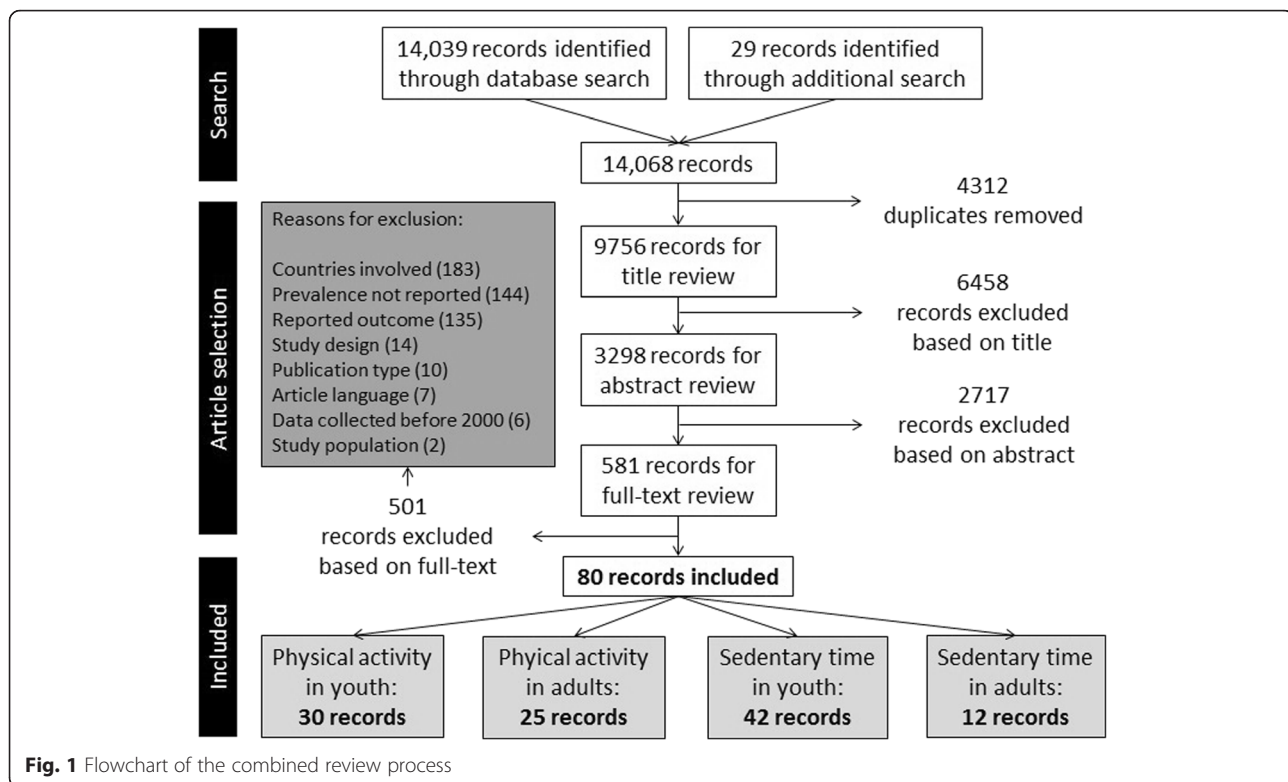 Search
14,039 records identified
through database search
29 records identified
through additional search
14,068 records
4312
duplicates removed
Article selection
Reasons for exclusion:
Countries involved (183)
Prevalence not reported (144)
Reported outcome (135)
Study design (14)
Publication type (10)
Article language (7)
Data collected before 2000 (6)
Study population (2)
9756 records for
title review
6458
records excluded
based on title
3298 records for
abstract review
2717
records excluded
based on abstract
581 records for
full-text review
501
records excluded
based on full-text
Included
80 records included
Physical activity
in youth:
30 records
Phyical activity
in adults:
25 records
Sedentary time
in youth:
42 records
Sedentary time
in adults:
12 records
Fig. 1 Flowchart of the combined review process